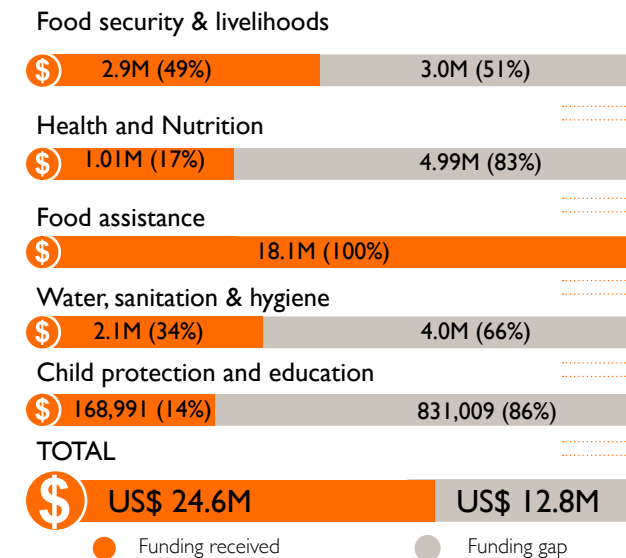 Food security & livelihoods
$ 2.9M (49%) 3.0M (51%)
Health and Nutrition
$ 1.01M (17%) 4.99M (83%)
Food assistance
$ 18.1M (100%)
Water, sanitation & hygiene
$ 2.1M (34%) 4.0M (66%)
Child protection and education
$ 168,991 (14%) 831,009 (86%)
TOTAL
$ US$ 24.6M US$ 12.8M
Funding received Funding gap